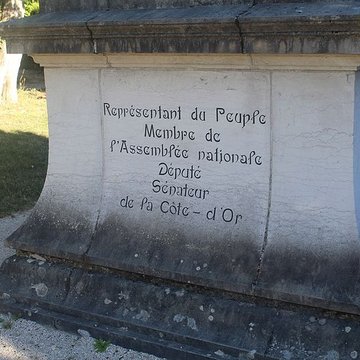 Représentant du Peuple
Membre de
l'Assemblée nationale
Député
Sénateur
de la Côte-d'Or